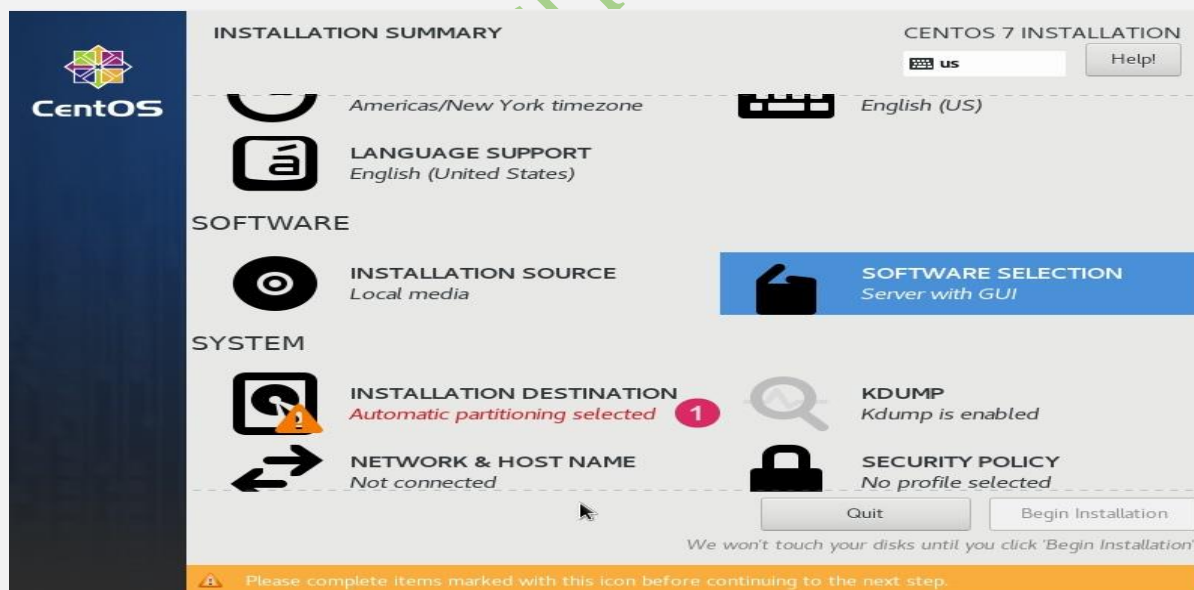 INSTALLATION SUMMARY
CENTOS 7 INSTALLATION
us
Help!
CentOS
Americas/New York timezone
English (US)
LANGUAGE SUPPORT
English (United States)
SOFTWARE
INSTALLATION SOURCE
Local media
SOFTWARE SELECTION
Server with GUI
SYSTEM
INSTALLATION DESTINATION
Automatic partitioning selected
1
KDUMP
Kdump is enabled
NETWORK & HOST NAME
Not connected
SECURITY POLICY
No profile selected
Quit
Begin Installation
We won't touch your disks until you click 'Begin Installation'
Please complete items marked with this icon before continuing to the next step.